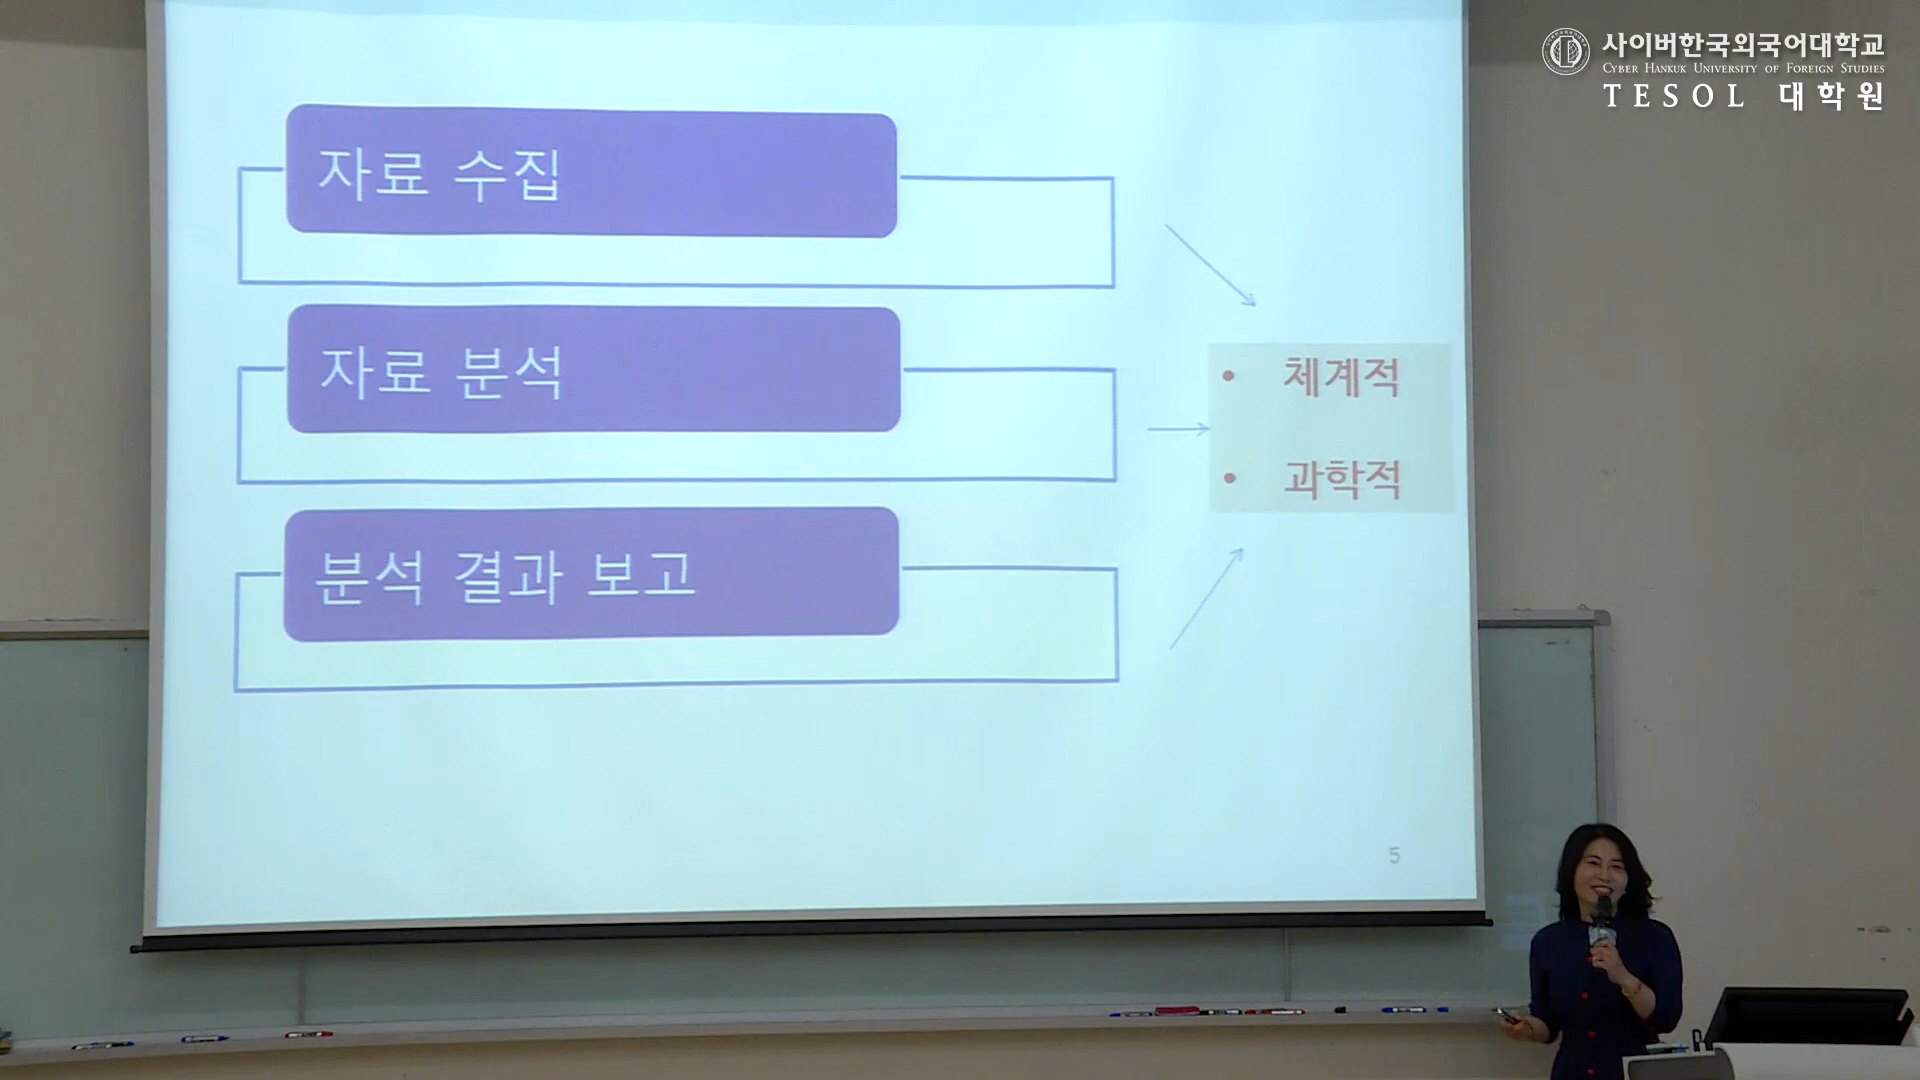 사이버한국외국어대학교
CYBER HANKUK UNIVERSITY OF FOREIGN STUDIES
TESOL 대학원
자료 수집
자료 분석
분석 결과 보고
• 체계적
• 과학적
5